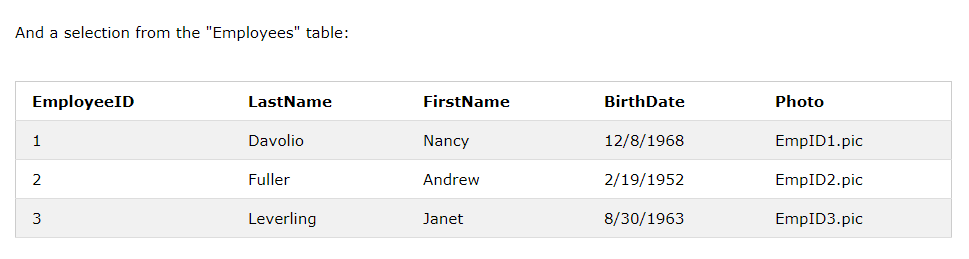 And a selection from the "Employees" table:
EmployeeID LastName FirstName BirthDate Photo
1 Davolio Nancy 12/8/1968 EmpID1.pic
2 Fuller Andrew 2/19/1952 EmpID2.pic
3 Leverling Janet 8/30/1963 EmpID3.pic